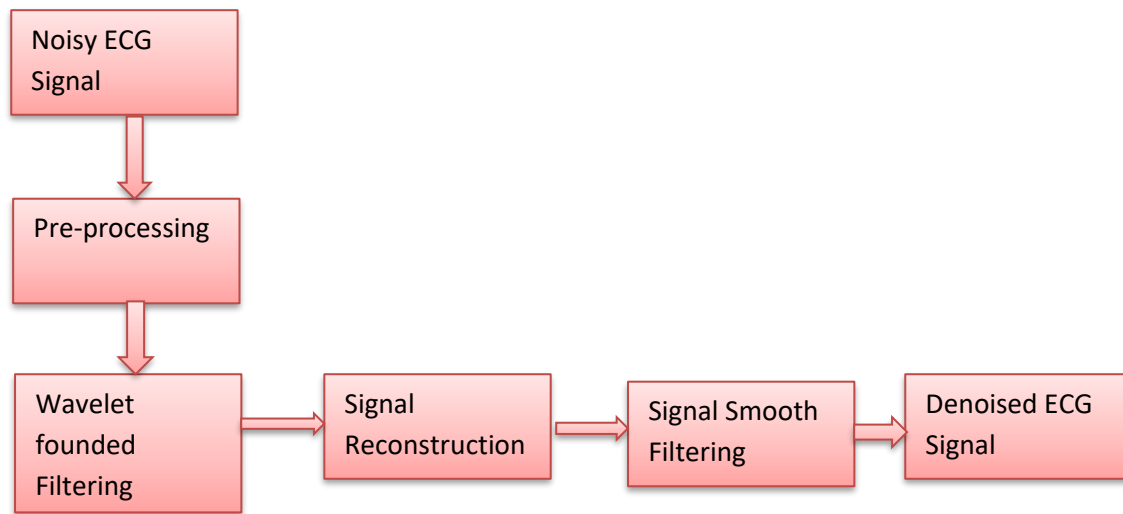 Noisy ECG
Signal
Pre-processing
Wavelet
founded
Filtering
Signal
Reconstruction
Signal Smooth
Filtering
Denoised ECG
Signal